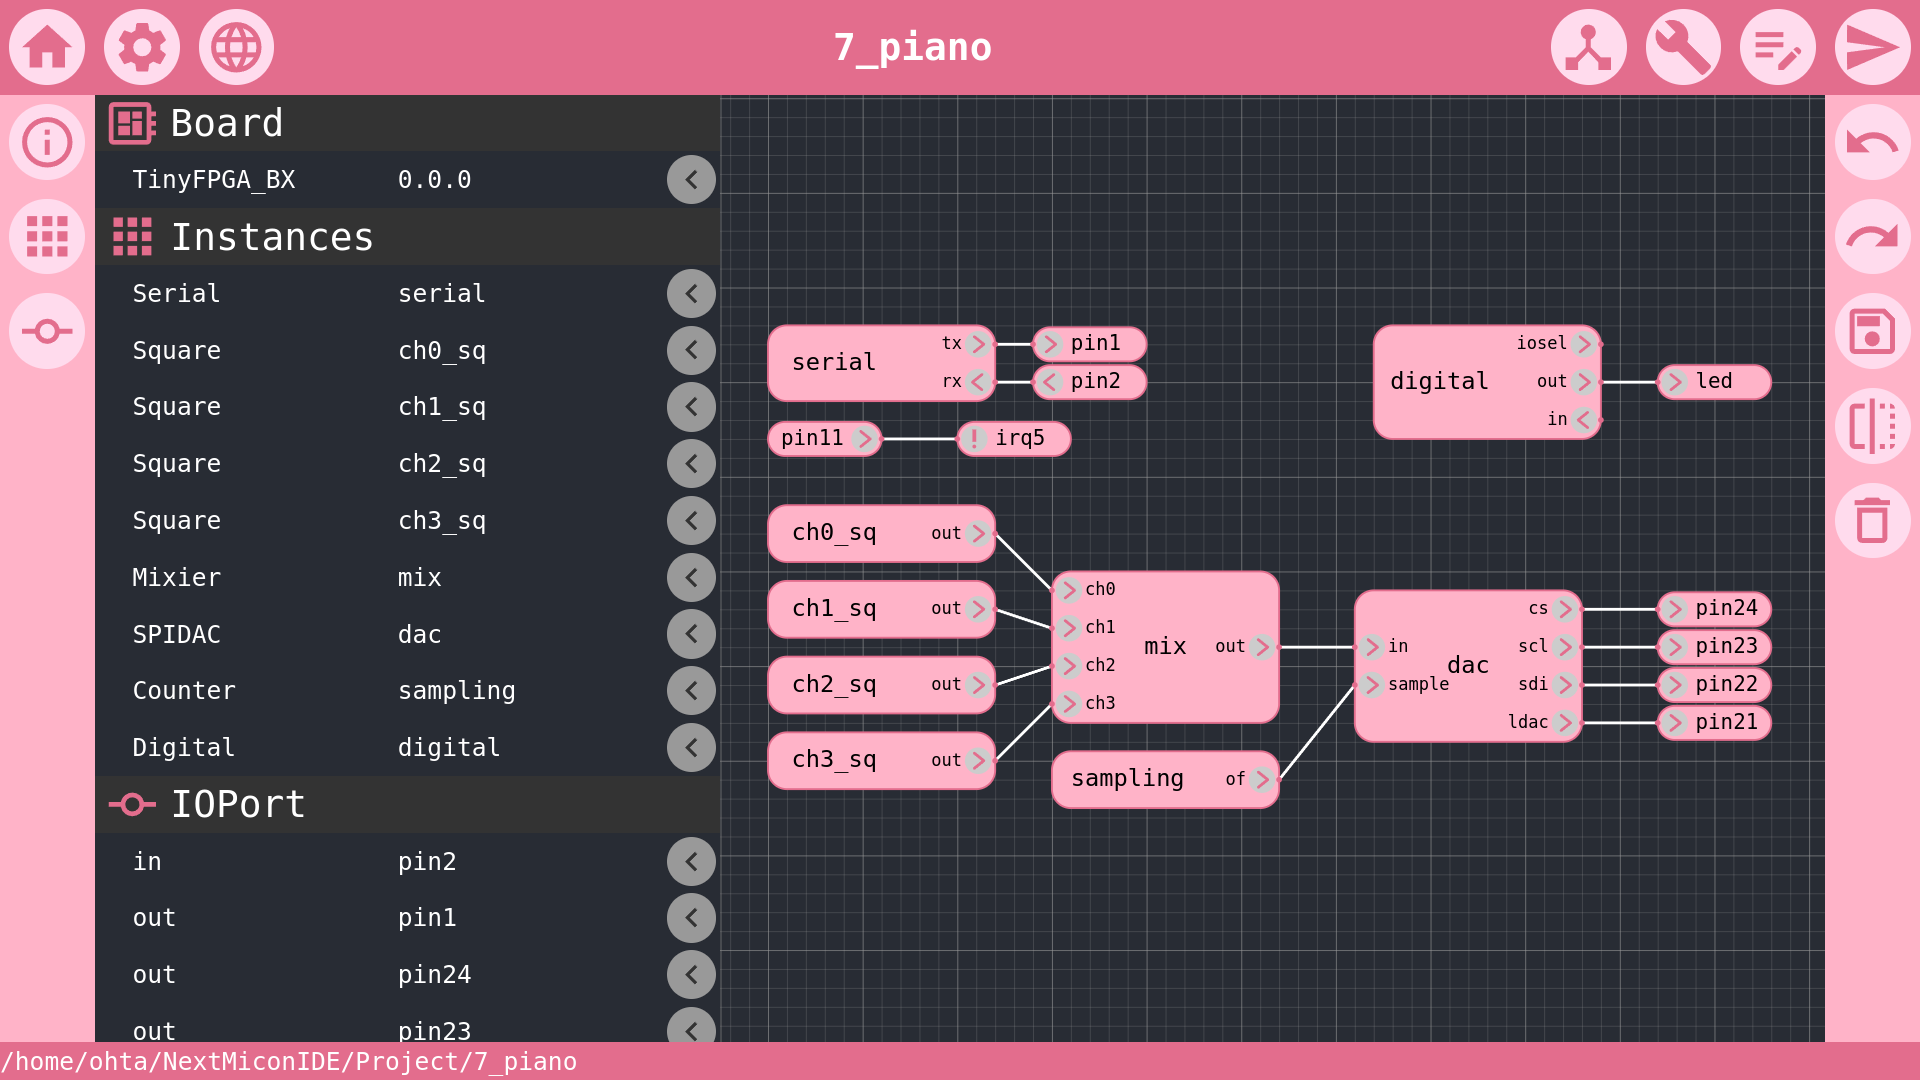 7_piano
Board
TinyFPGA_BX 0.0.0
Instances
Serial serial
Square ch0_sq
Square ch1_sq
Square ch2_sq
Square ch3_sq
Mixier mix
SPIDAC dac
Counter sampling
Digital digital
IOPort
in pin2
out pin1
out pin24
out pin23
serial
tx
rx
pin1
pin2
pin11
irq5
digital
iosel
out
in
led
ch0_sq out
ch1_sq out
ch2_sq out
ch3_sq out
ch0
ch1
ch2
ch3
mix out
sampling of
in
sample
dac
cs
scl
sdi
ldac
pin24
pin23
pin22
pin21
/home/ohta/NextMiconIDE/Project/7_piano